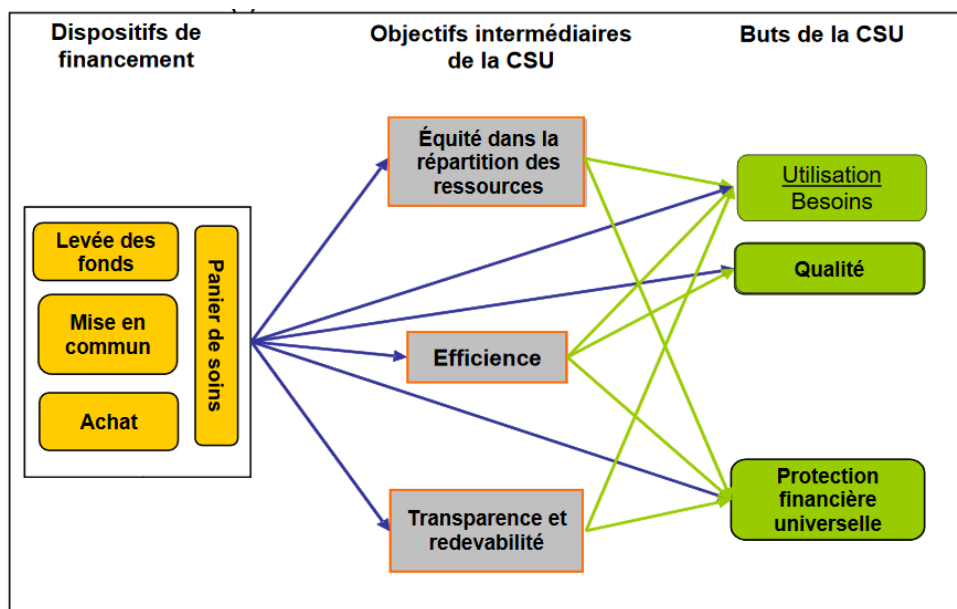 Dispositifs de
financement
Objectifs intermédiaires
de la CSU
Buts de la CSU
Levée des
fonds
Mise en
commun
Achat
Panier de soins
Équité dans la
répartition des
ressources
Efficience
Transparence et
redevabilité
Utilisation
Besoins
Qualité
Protection
financière
universelle